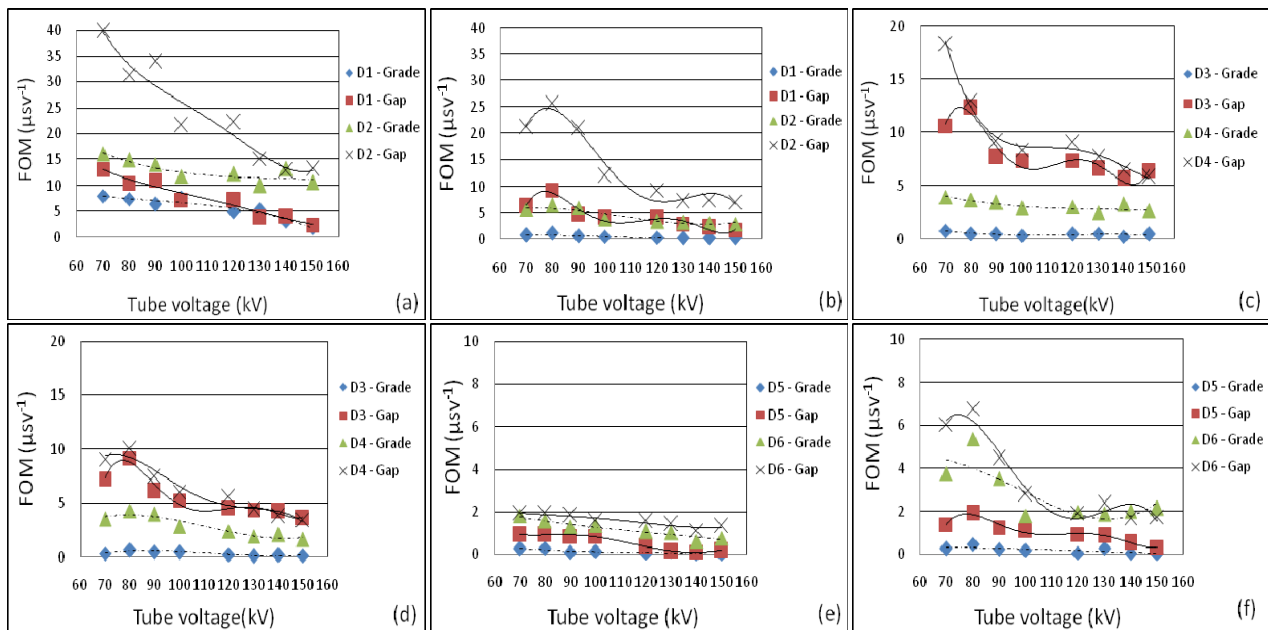 FOM (µsv⁻¹)
40
35
30
25
20
15
10
5
0
60 70 80 90 100 110 120 130 140 150 160
Tube voltage (kV)
D1 - Grade
D1 - Gap
D2 - Grade
D2 - Gap
(a)
FOM (µsv⁻¹)
40
35
30
25
20
15
10
5
0
60 70 80 90 100 110 120 130 140 150 160
Tube voltage (kV)
D1 - Grade
D1 - Gap
D2 - Grade
D2 - Gap
(b)
FOM (µsv⁻¹)
20
15
10
5
0
60 70 80 90 100 110 120 130 140 150 160
Tube voltage(kV)
D3 - Grade
D3 - Gap
D4 - Grade
D4 - Gap
(c)
FOM (µsv⁻¹)
20
15
10
5
0
60 70 80 90 100 110 120 130 140 150 160
Tube voltage(kV)
D3 - Grade
D3 - Gap
D4 - Grade
D4 - Gap
(d)
FOM (µsv⁻¹)
10
8
6
4
2
0
60 70 80 90 100 110 120 130 140 150 160
Tube voltage (kV)
D5 - Grade
D5 - Gap
D6 - Grade
D6 - Gap
(e)
FOM (µsv⁻¹)
10
8
6
4
2
0
60 70 80 90 100 110 120 130 140 150 160
Tube voltage (kV)
D5 - Grade
D5 - Gap
D6 - Grade
D6 - Gap
(f)